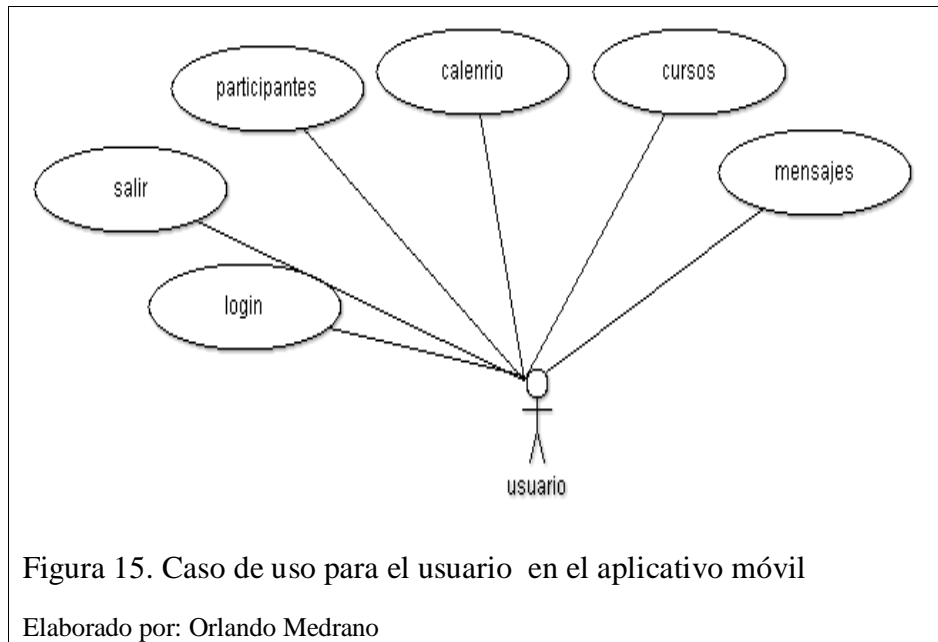 calenrio
cursos
participantes
mensajes
salir
login
usuario
Figura 15. Caso de uso para el usuario en el aplicativo móvil
Elaborado por: Orlando Medrano